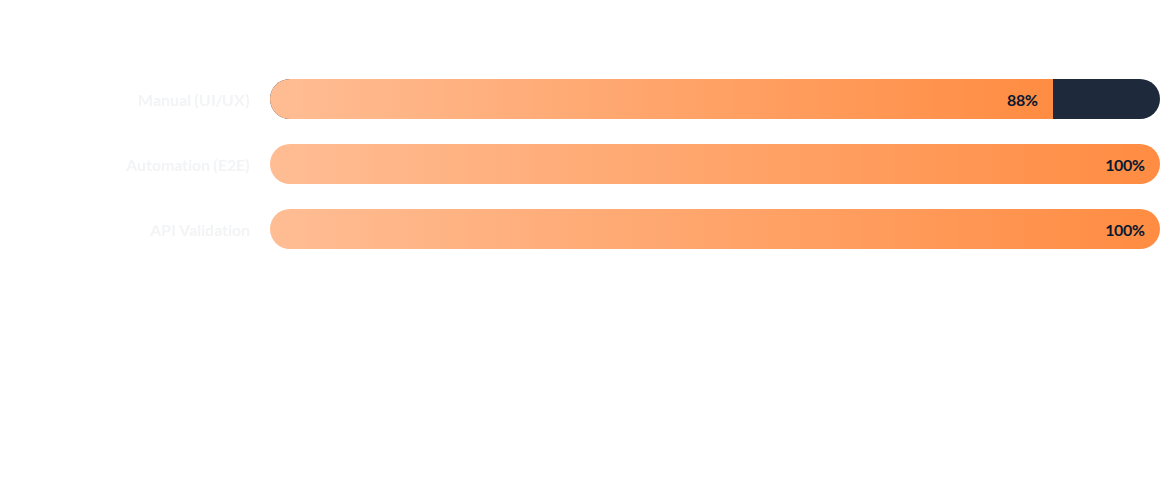 Manual (UI/UX) 88%
Automation (E2E) 100%
API Validation 100%